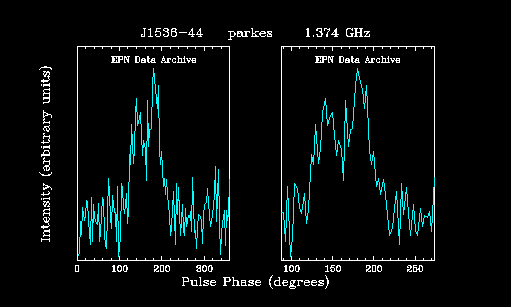 J1536-44 parkes 1.374 GHz
EPN Data Archive EPN Data Archive
Intensity (arbitrary units)
0 100 200 300 100 150 200 250
Pulse Phase (degrees)